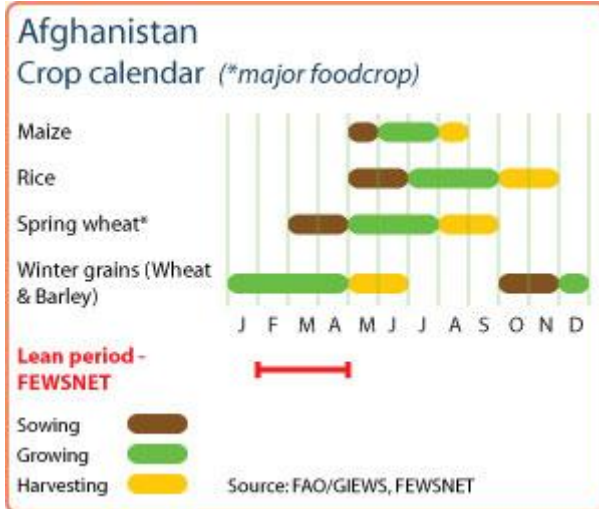 Afghanistan
Crop calendar (*major foodcrop)
Maize
Rice
Spring wheat*
Winter grains (Wheat
& Barley)
J F M A M J J A S O N D
Lean period -
FEWSNET
Sowing
Growing
Harvesting
Source: FAO/GIEWS, FEWSNET